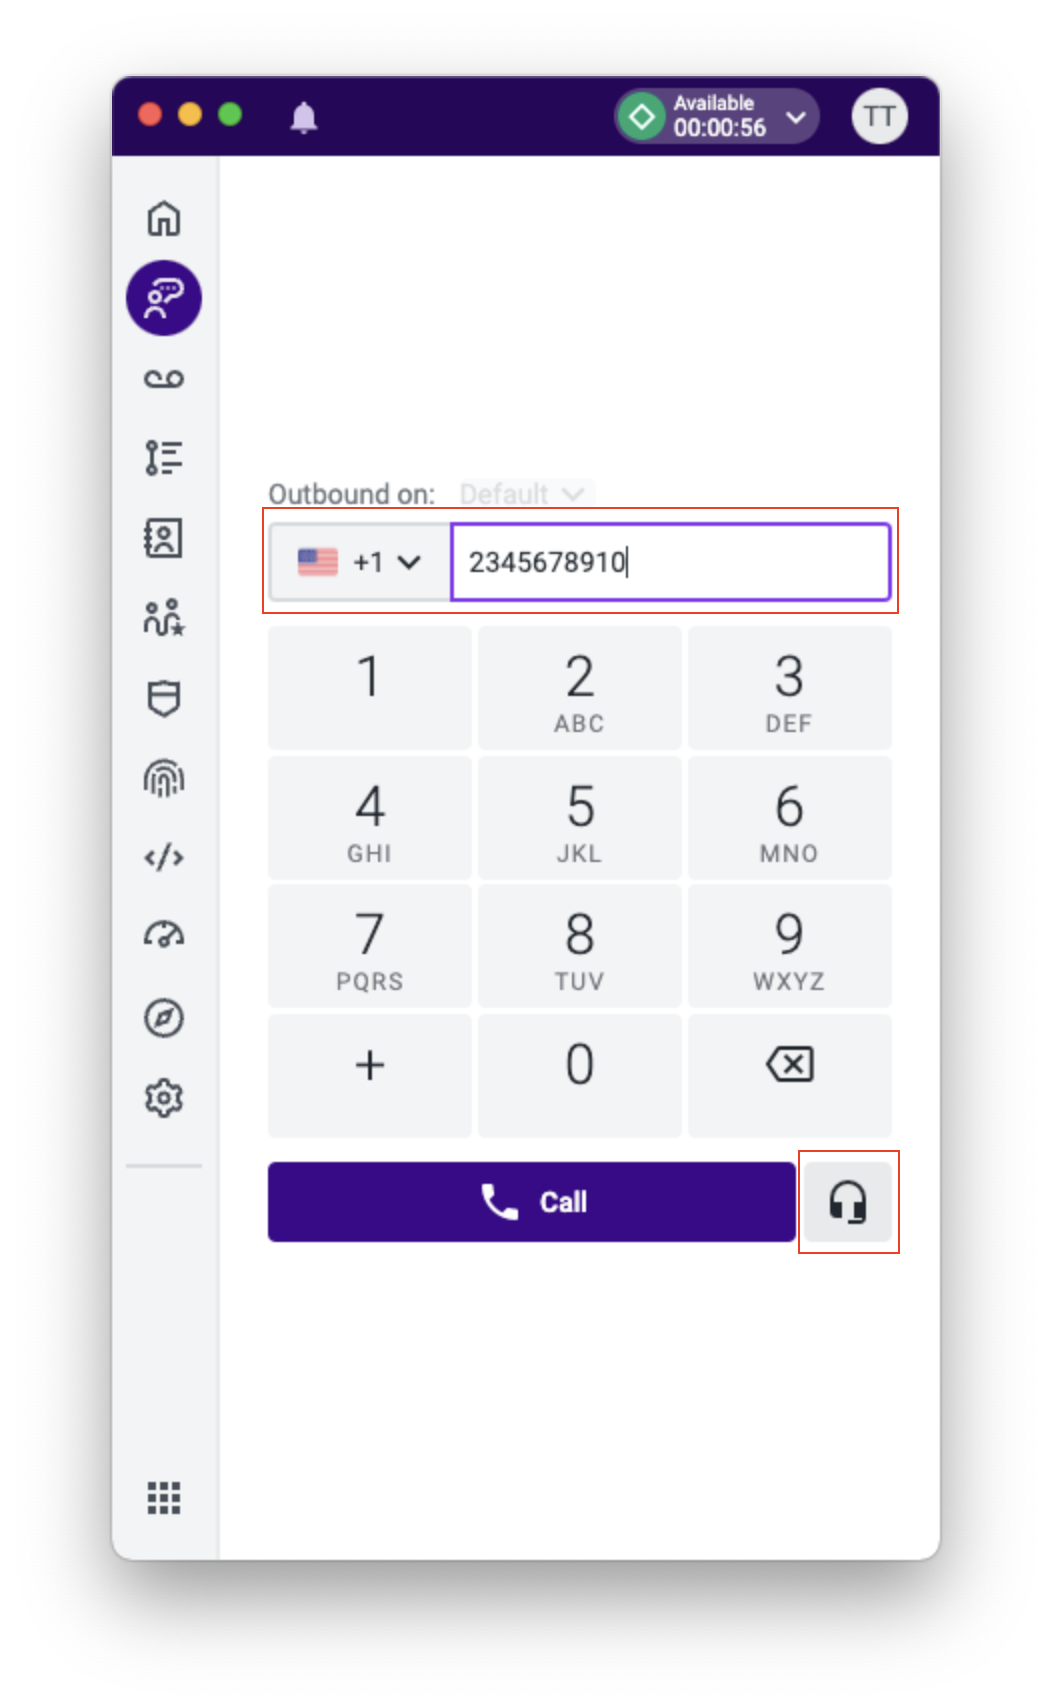 Available
00:00:56
TT
Outbound on: Default
+1 2345678910
1 2 3
ABC DEF
4 5 6
GHI JKL MNO
7 8 9
PQRS TUV WXYZ
+ 0
Call